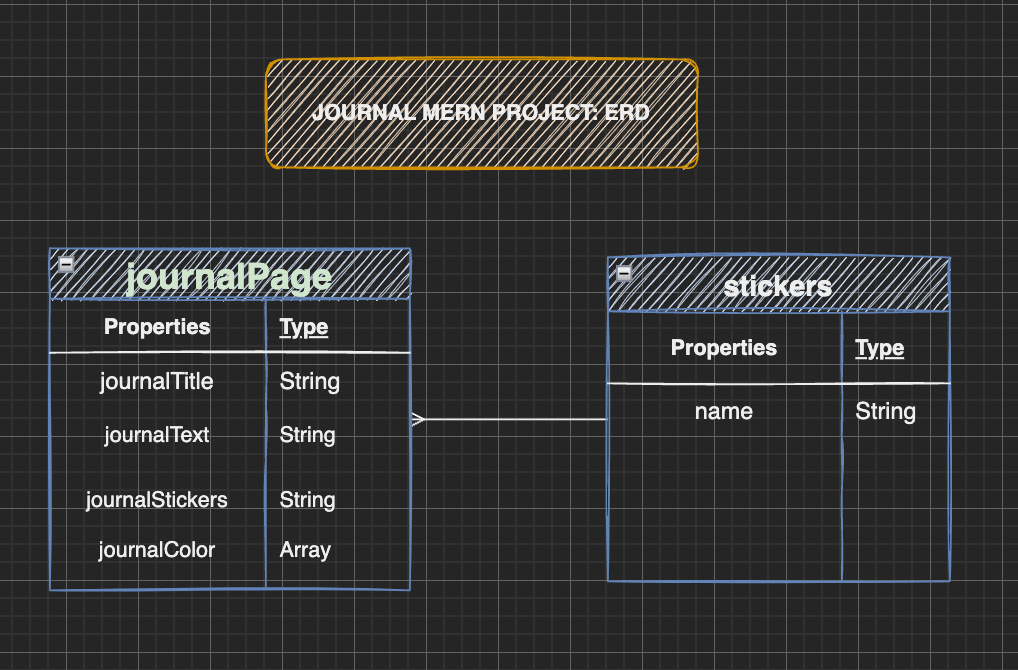 JOURNAL MERN PROJECT: ERD
journalPage
Properties Type
journalTitle String
journalText String
journalStickers String
journalColor Array
stickers
Properties Type
name String